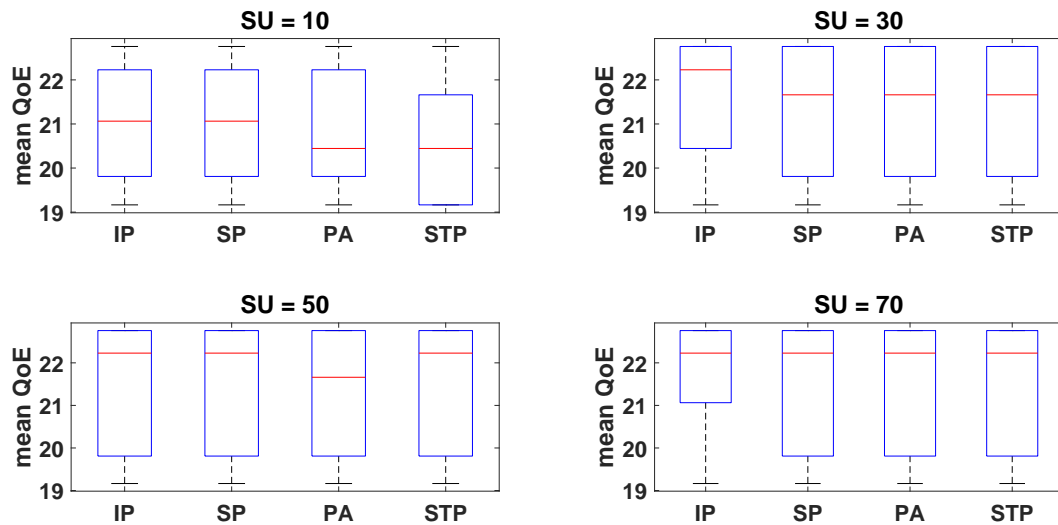 SU = 10
mean QoE
22
21
20
19
IP SP PA STP
SU = 30
mean QoE
22
21
20
19
IP SP PA STP
SU = 50
mean QoE
22
21
20
19
IP SP PA STP
SU = 70
mean QoE
22
21
20
19
IP SP PA STP